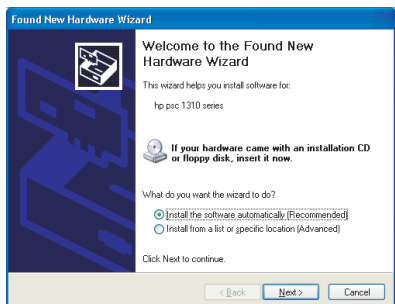 Found New Hardware Wizard
Welcome to the Found New
Hardware Wizard
This wizard helps you install software for:
hp psc 1310 series
If your hardware came with an installation CD
or floppy disk, insert it now.
What do you want the wizard to do?
Install the software automatically (Recommended)
Install from a list or specific location (Advanced)
Click Next to continue.
< Back Next > Cancel